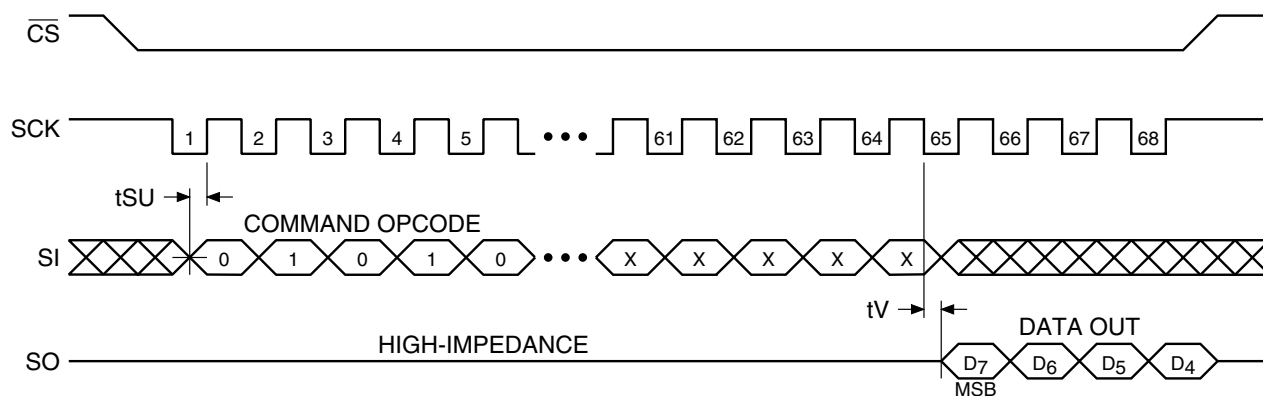 CS
SCK
1 2 3 4 5 ••• 61 62 63 64 65 66 67 68
tSU
COMMAND OPCODE
SI
0 1 0 1 0 ••• X X X X X
tV
HIGH-IMPEDANCE
DATA OUT
SO
D7 D6 D5 D4
MSB